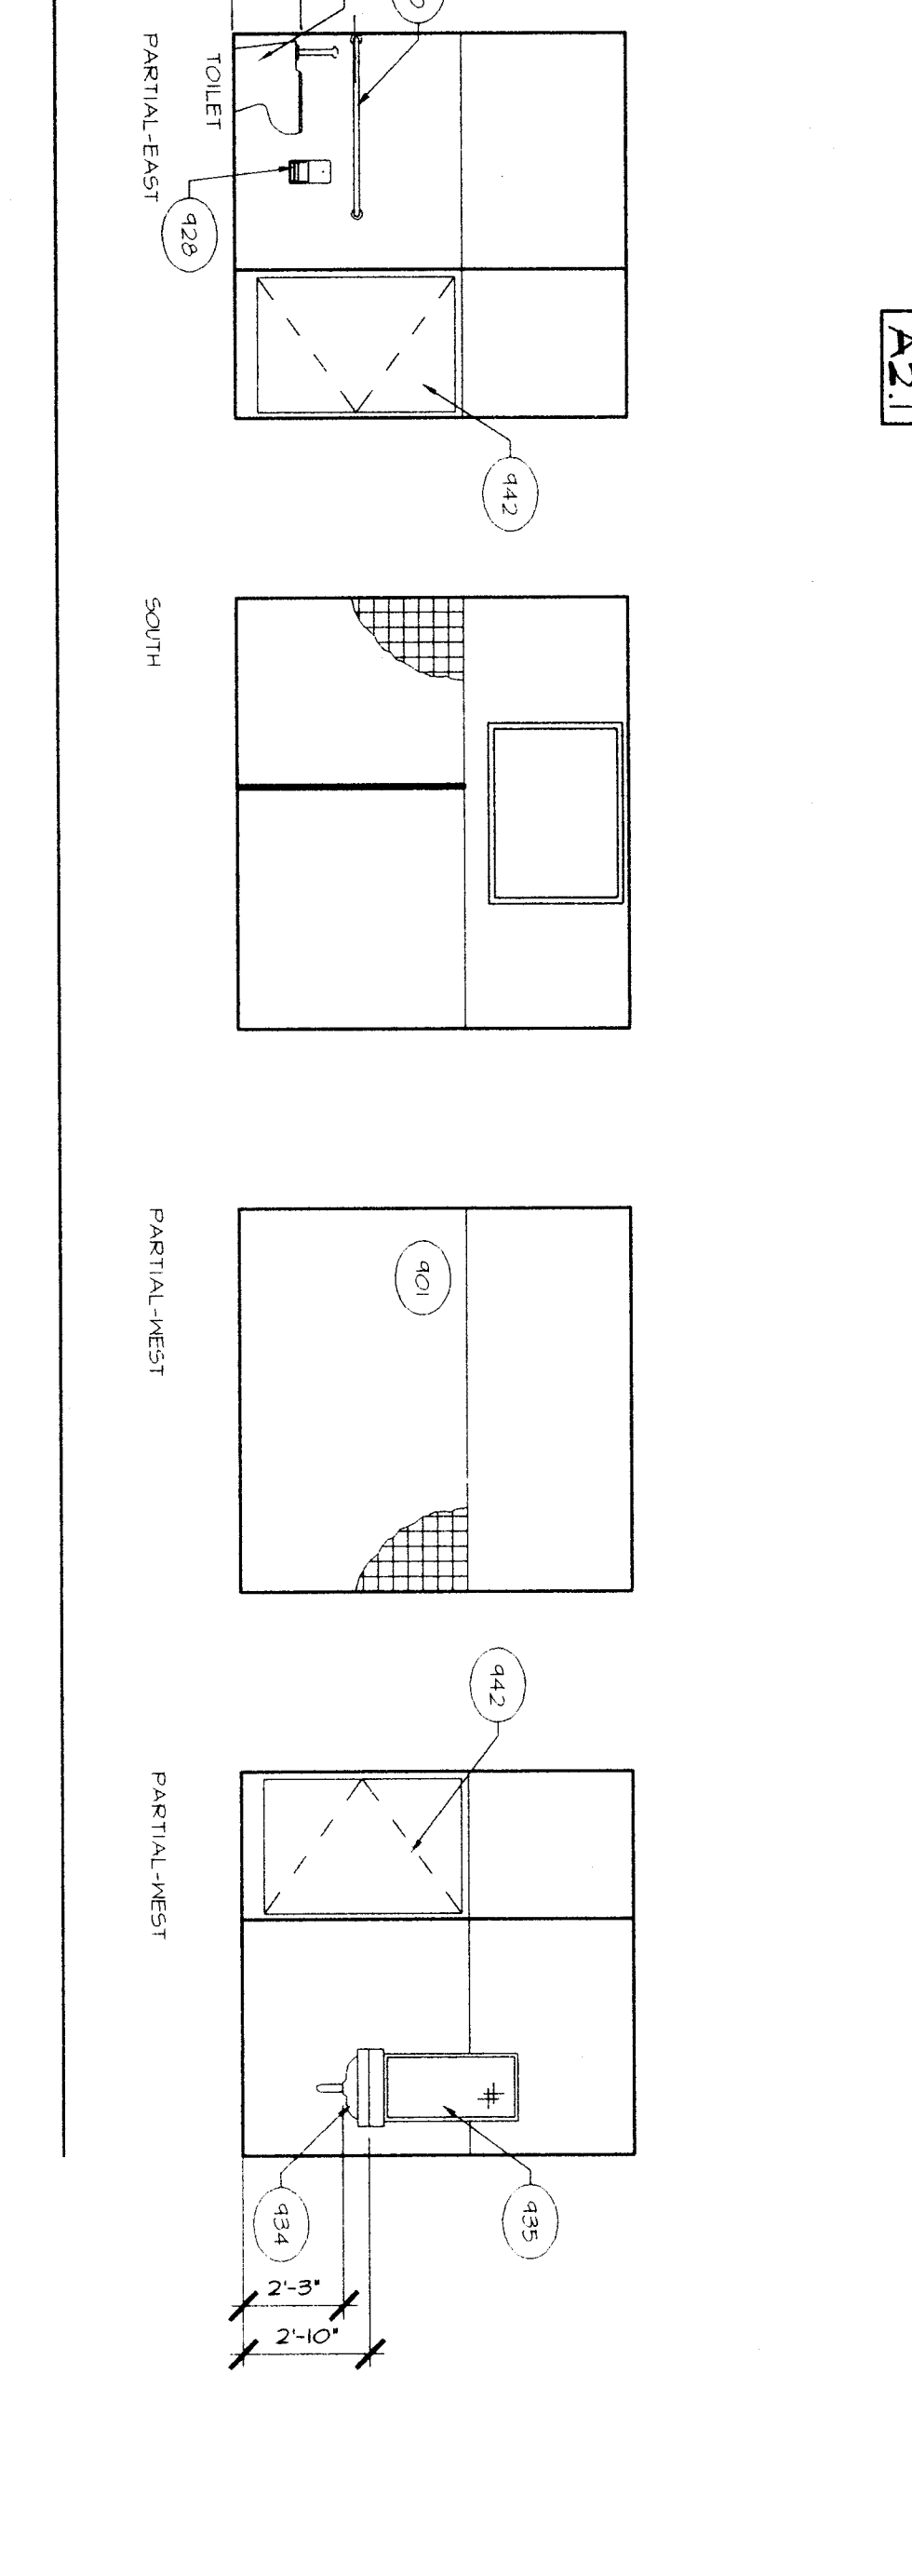 A2.1
TOILET
PARTIAL-EAST
928
942
SOUTH
901
PARTIAL-WEST
942
PARTIAL-WEST
934
935
2'-3"
2'-10"